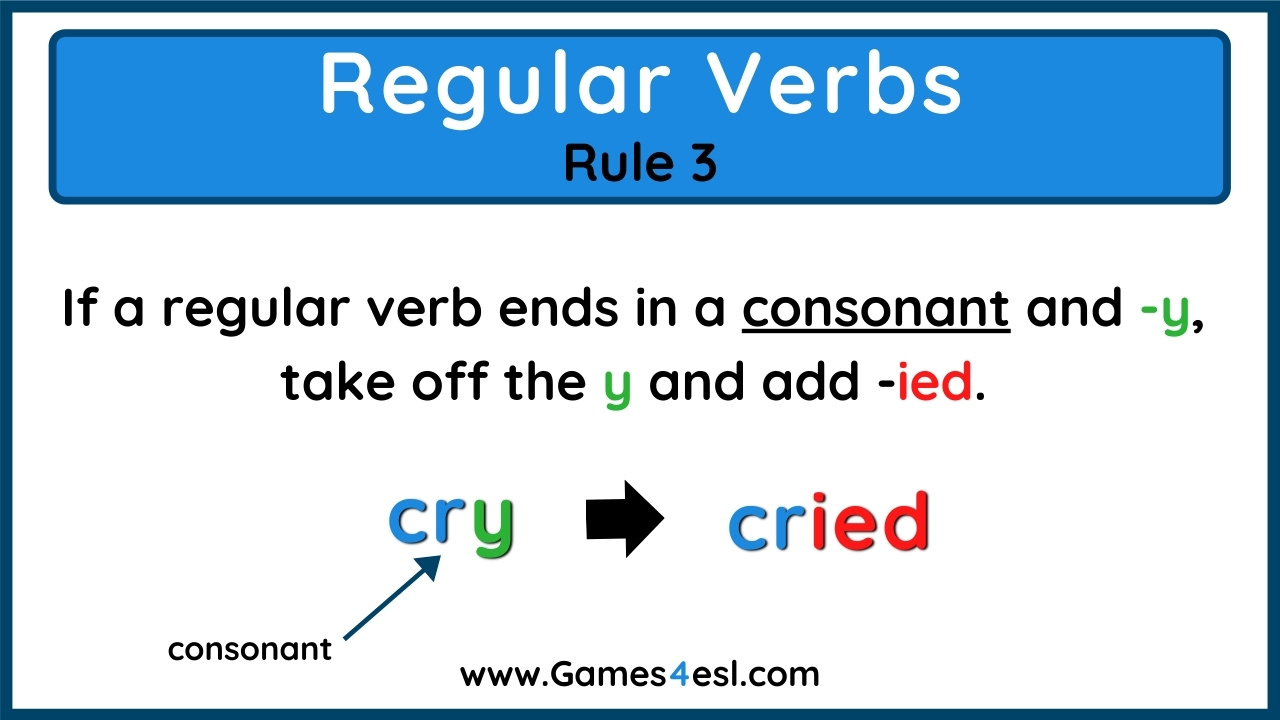 Regular Verbs
Rule 3
If a regular verb ends in a consonant and -y,
take off the y and add -ied.
cry cried
consonant
www.Games4esl.com